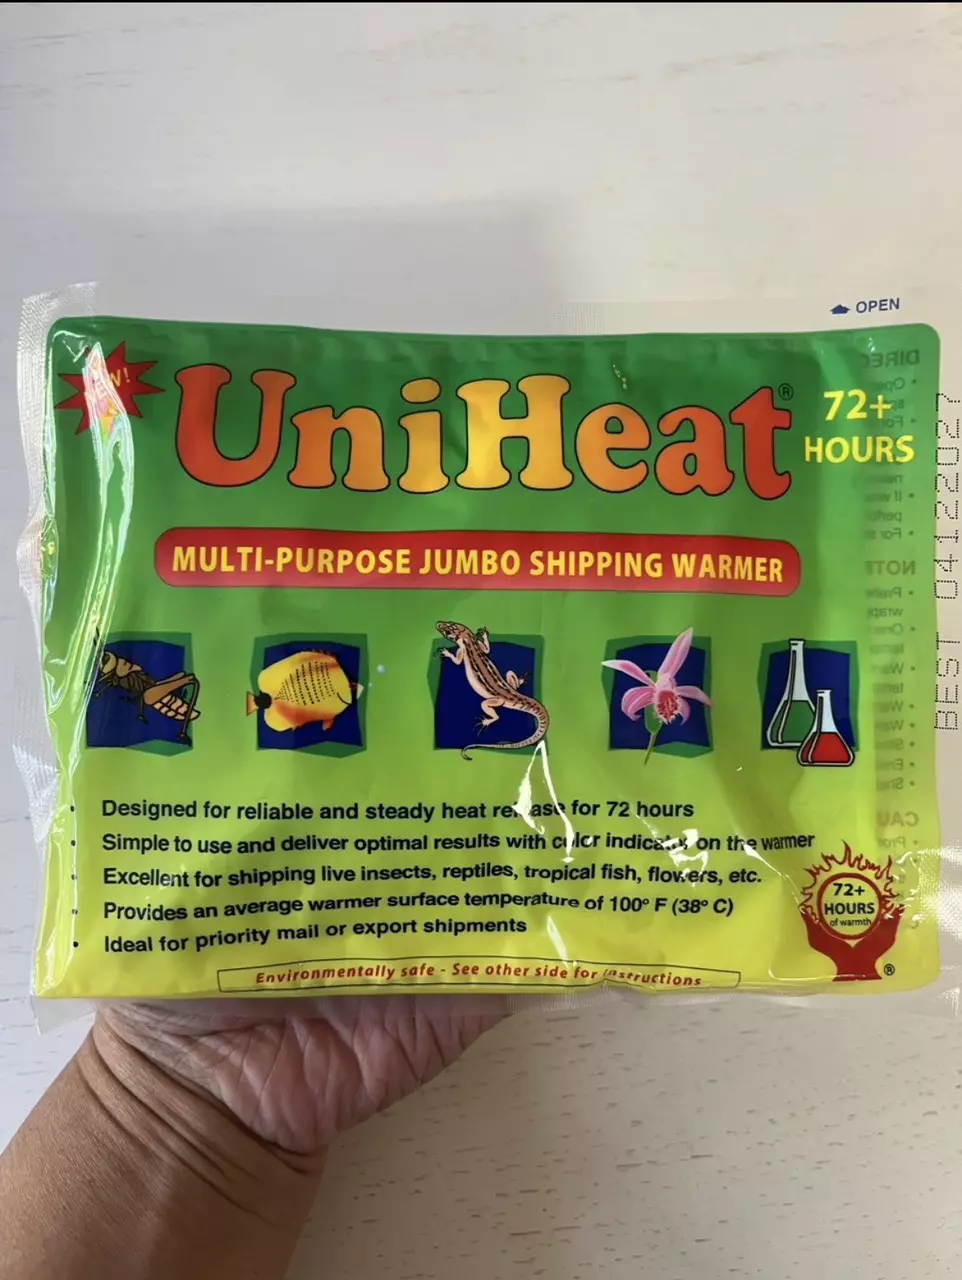 OPEN
NEW!
UniHeat®
72+
HOURS
MULTI-PURPOSE JUMBO SHIPPING WARMER
BEST 04122027
• Designed for reliable and steady heat release for 72 hours
• Simple to use and deliver optimal results with color indicator on the warmer
• Excellent for shipping live insects, reptiles, tropical fish, flowers, etc.
• Provides an average warmer surface temperature of 100° F (38° C)
• Ideal for priority mail or export shipments
72+
HOURS
of warmth
®
Environmentally safe - See other side for instructions